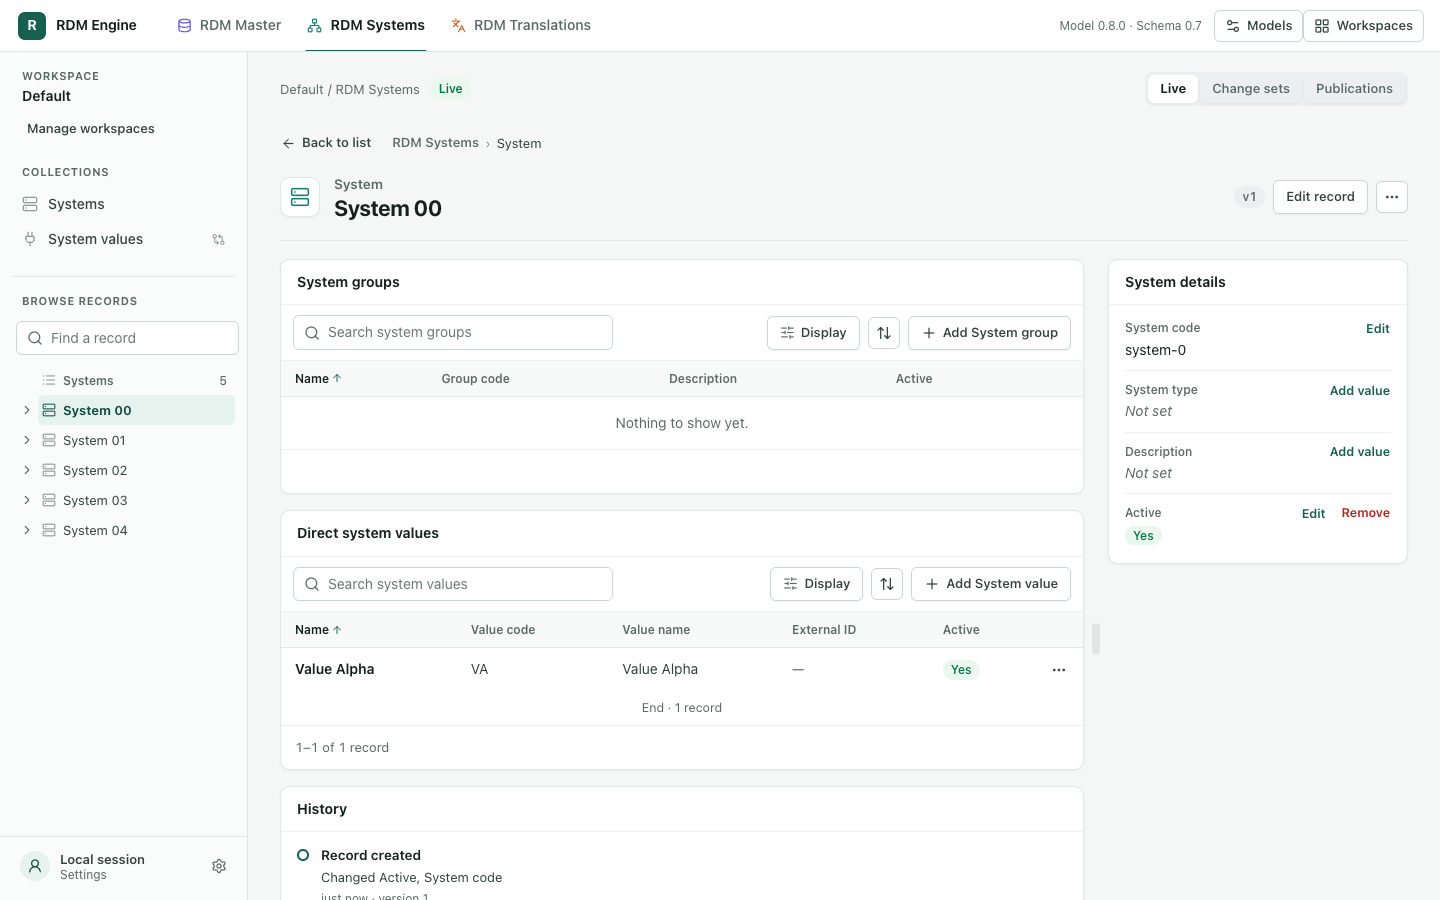 R RDM Engine RDM Master RDM Systems RDM Translations Model 0.8.0 · Schema 0.7 Models Workspaces
WORKSPACE
Default
Manage workspaces
COLLECTIONS
Systems
System values
BROWSE RECORDS
Find a record
Systems 5
System 00
System 01
System 02
System 03
System 04
Local session
Settings
Default / RDM Systems Live Live Change sets Publications
← Back to list RDM Systems › System
System
System 00
v1 Edit record ···
System groups
Search system groups Display Add System group
Name ↑ Group code Description Active
Nothing to show yet.
Direct system values
Search system values Display Add System value
Name ↑ Value code Value name External ID Active
Value Alpha VA Value Alpha — Yes ···
End · 1 record
1–1 of 1 record
History
Record created
Changed Active, System code
just now · version 1
System details
System code Edit
system-0
System type Add value
Not set
Description Add value
Not set
Active Edit Remove
Yes